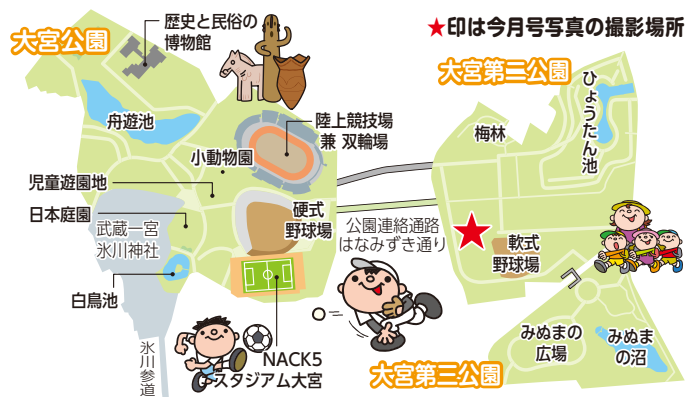 歴史と民俗の
博物館
★印は今月号写真の撮影場所
大宮公園
大宮第二公園
舟遊池
陸上競技場
兼 双輪場
梅林
ひょうたん池
小動物園
児童遊園地
日本庭園
硬式
野球場
武蔵一宮
氷川神社
公園連絡通路
はなみずき通り
軟式
野球場
白鳥池
氷川参道
NACK5
スタジアム大宮
みぬまの
広場
みぬま
の沼
大宮第三公園